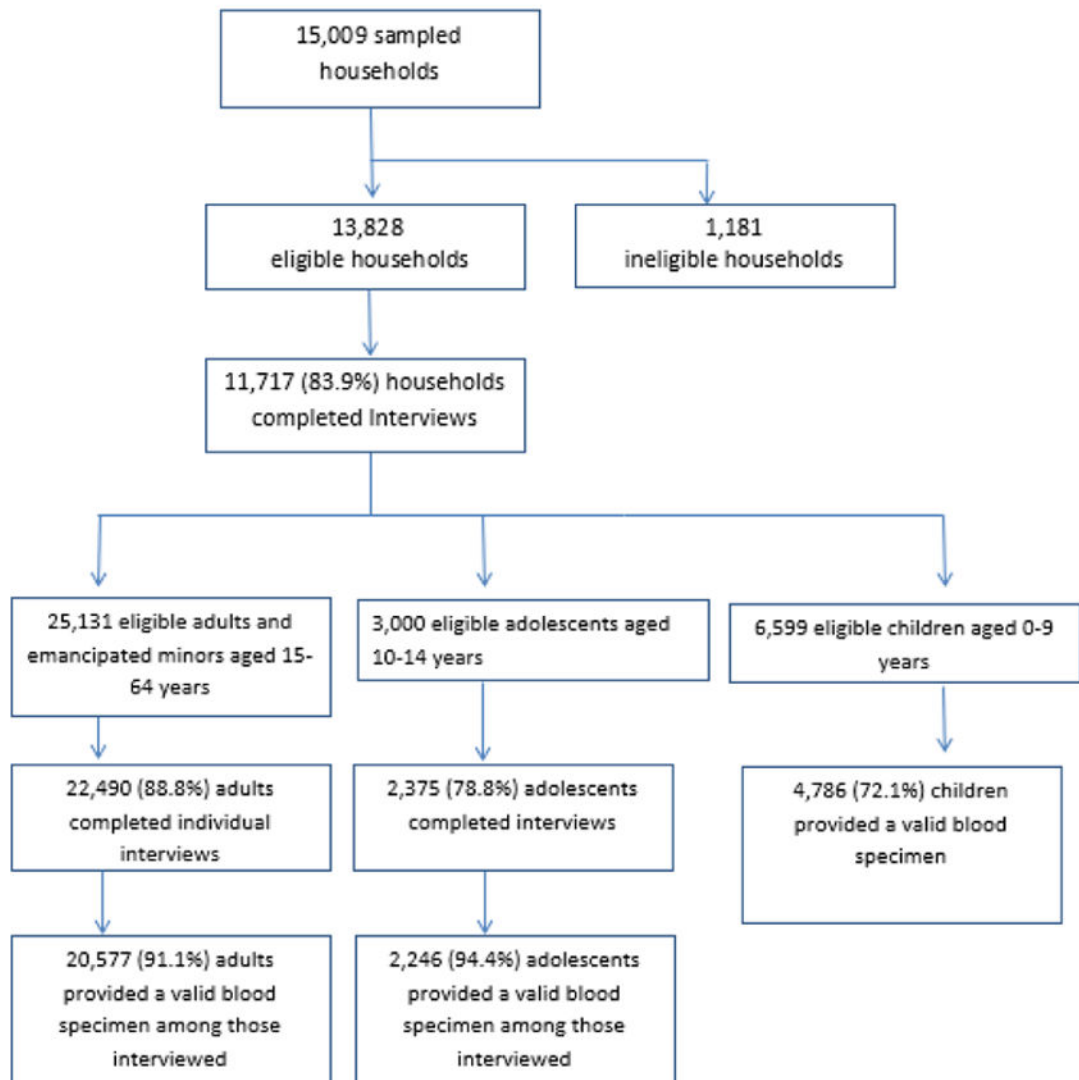 15,009 sampled
households
13,828
eligible households
1,181
ineligible households
11,717 (83.9%) households
completed Interviews
25,131 eligible adults and
emancipated minors aged 15-
64 years
3,000 eligible adolescents aged
10-14 years
6,599 eligible children aged 0-9
years
22,490 (88.8%) adults
completed individual
interviews
2,375 (78.8%) adolescents
completed interviews
4,786 (72.1%) children
provided a valid blood
specimen
20,577 (91.1%) adults
provided a valid blood
specimen among those
interviewed
2,246 (94.4%) adolescents
provided a valid blood
specimen among those
interviewed